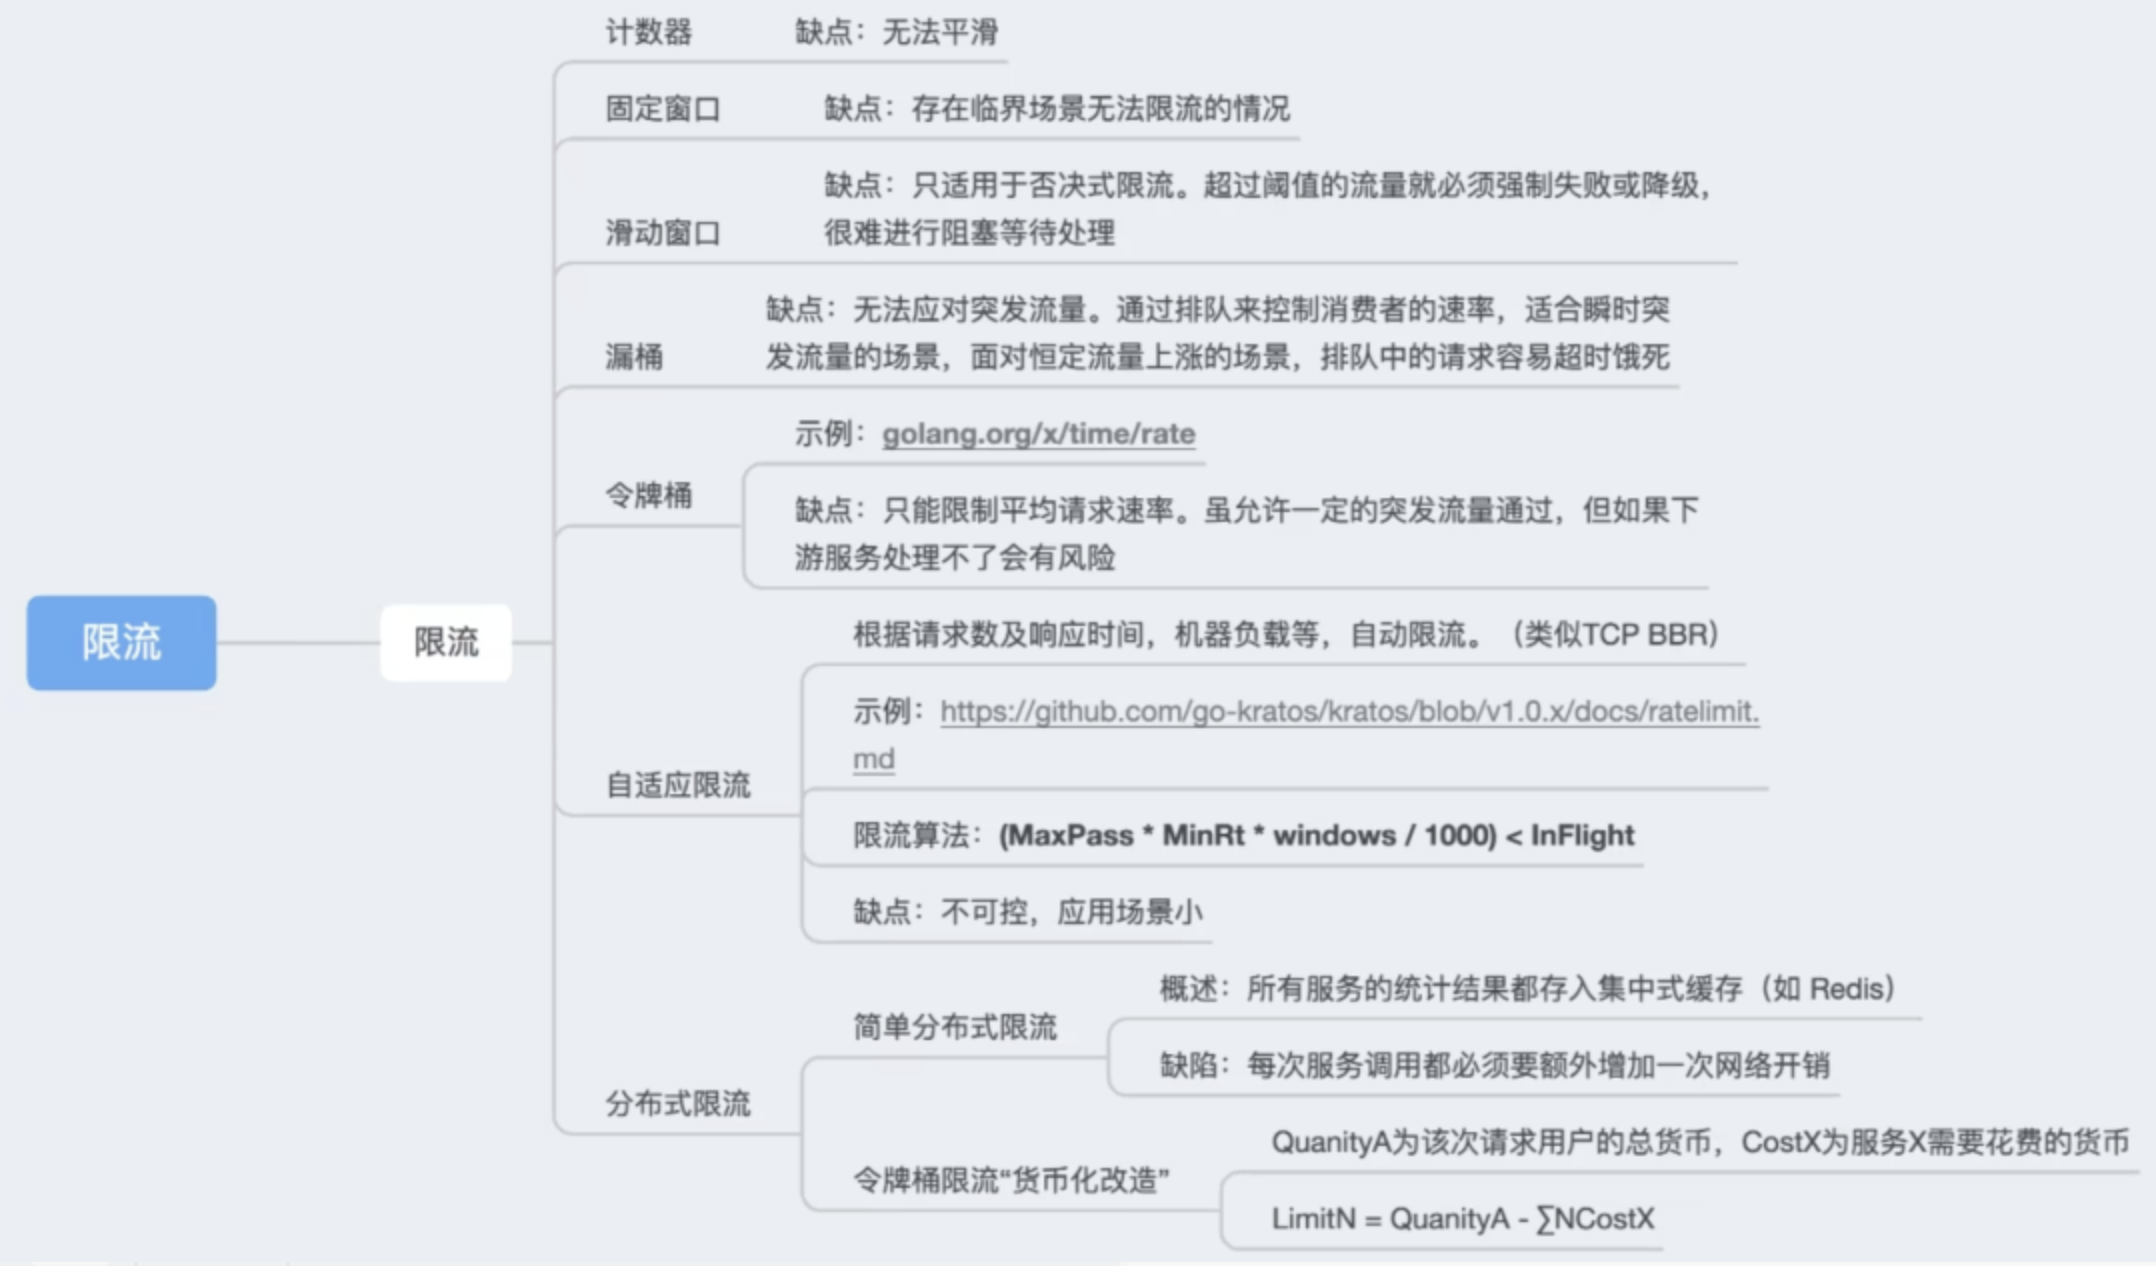 计数器 缺点：无法平滑
固定窗口 缺点：存在临界场景无法限流的情况
缺点：只适用于否决式限流。超过阈值的流量就必须强制失败或降级，
滑动窗口 很难进行阻塞等待处理
缺点：无法应对突发流量。通过排队来控制消费者的速率，适合瞬时突
漏桶 发流量的场景，面对恒定流量上涨的场景，排队中的请求容易超时饿死
示例：golang.org/x/time/rate
令牌桶
缺点：只能限制平均请求速率。虽允许一定的突发流量通过，但如果下
游服务处理不了会有风险
限流
限流
根据请求数及响应时间，机器负载等，自动限流。（类似TCP BBR）
示例：https://github.com/go-kratos/kratos/blob/v1.0.x/docs/ratelimit.
md
自适应限流
限流算法：(MaxPass * MinRt * windows / 1000) < InFlight
缺点：不可控，应用场景小
概述：所有服务的统计结果都存入集中式缓存（如 Redis）
简单分布式限流
缺陷：每次服务调用都必须要额外增加一次网络开销
分布式限流
QuanityA为该次请求用户的总货币，CostX为服务X需要花费的货币
令牌桶限流“货币化改造”
LimitN = QuanityA - ∑NCostX